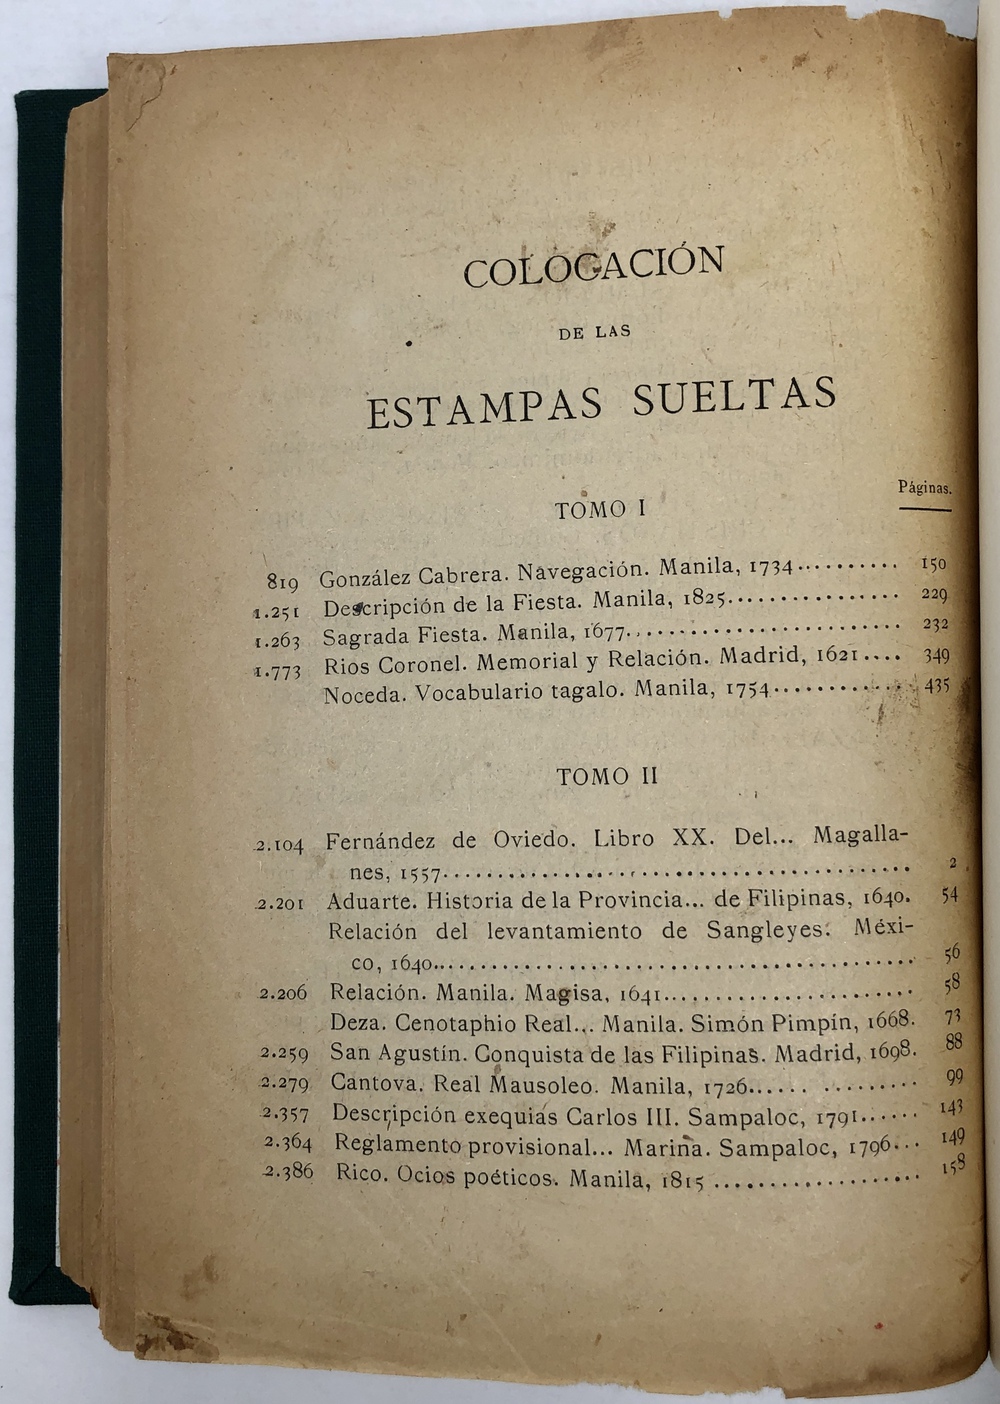 COLOCACIÓN
DE LAS
ESTAMPAS SUELTAS
Páginas.
TOMO I
819 González Cabrera. Navegación. Manila, 1734.......... 150
1.251 Descripción de la Fiesta. Manila, 1825................ 229
1.263 Sagrada Fiesta. Manila, 1677......................... 232
1.773 Rios Coronel. Memorial y Relación. Madrid, 1621.... 349
Noceda. Vocabulario tagalo. Manila, 1754............. 435
TOMO II
2.104 Fernández de Oviedo. Libro XX. Del... Magalla-
nes, 1557........................................... 2
2.201 Aduarte. Historia de la Provincia... de Filipinas, 1640. 54
Relación del levantamiento de Sangleyes. Méxi-
co, 1640............................................ 56
2.206 Relación. Manila. Magisa, 1641....................... 58
Deza. Cenotaphio Real... Manila. Simón Pimpín, 1668. 73
2.259 San Agustín. Conquista de las Filipinas. Madrid, 1698. 88
2.279 Cantova. Real Mausoleo. Manila, 1726...... ......... 99
2.357 Descripción exequias Carlos III. Sampaloc, 1791...... 143
2.364 Reglamento provisional... Marina. Sampaloc, 1796... 149
2.386 Rico. Ocios poéticos. Manila, 1815 ................... 158